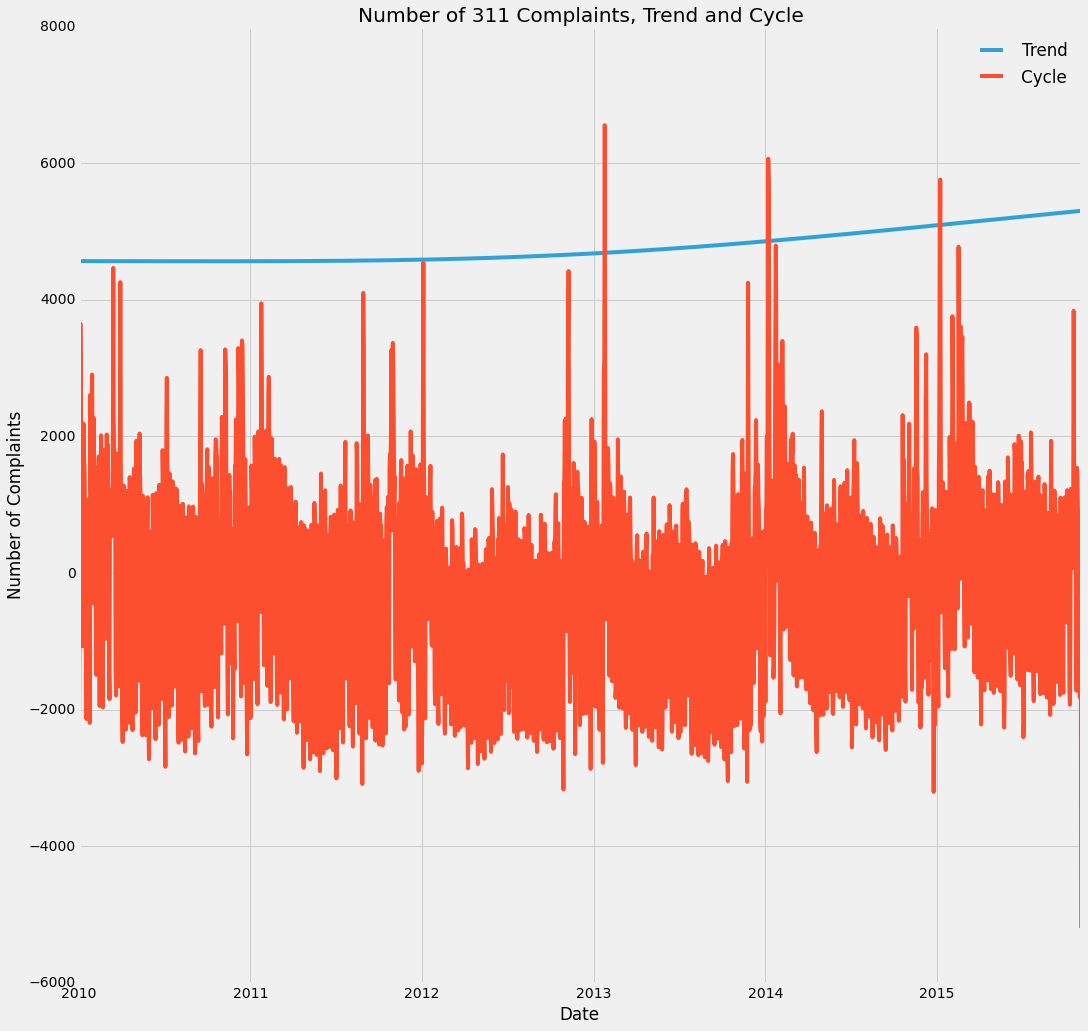 Number of 311 Complaints, Trend and Cycle
8000
6000
4000
2000
0
−2000
−4000
−6000
Number of Complaints
Trend
Cycle
2010 2011 2012 2013 2014 2015
Date